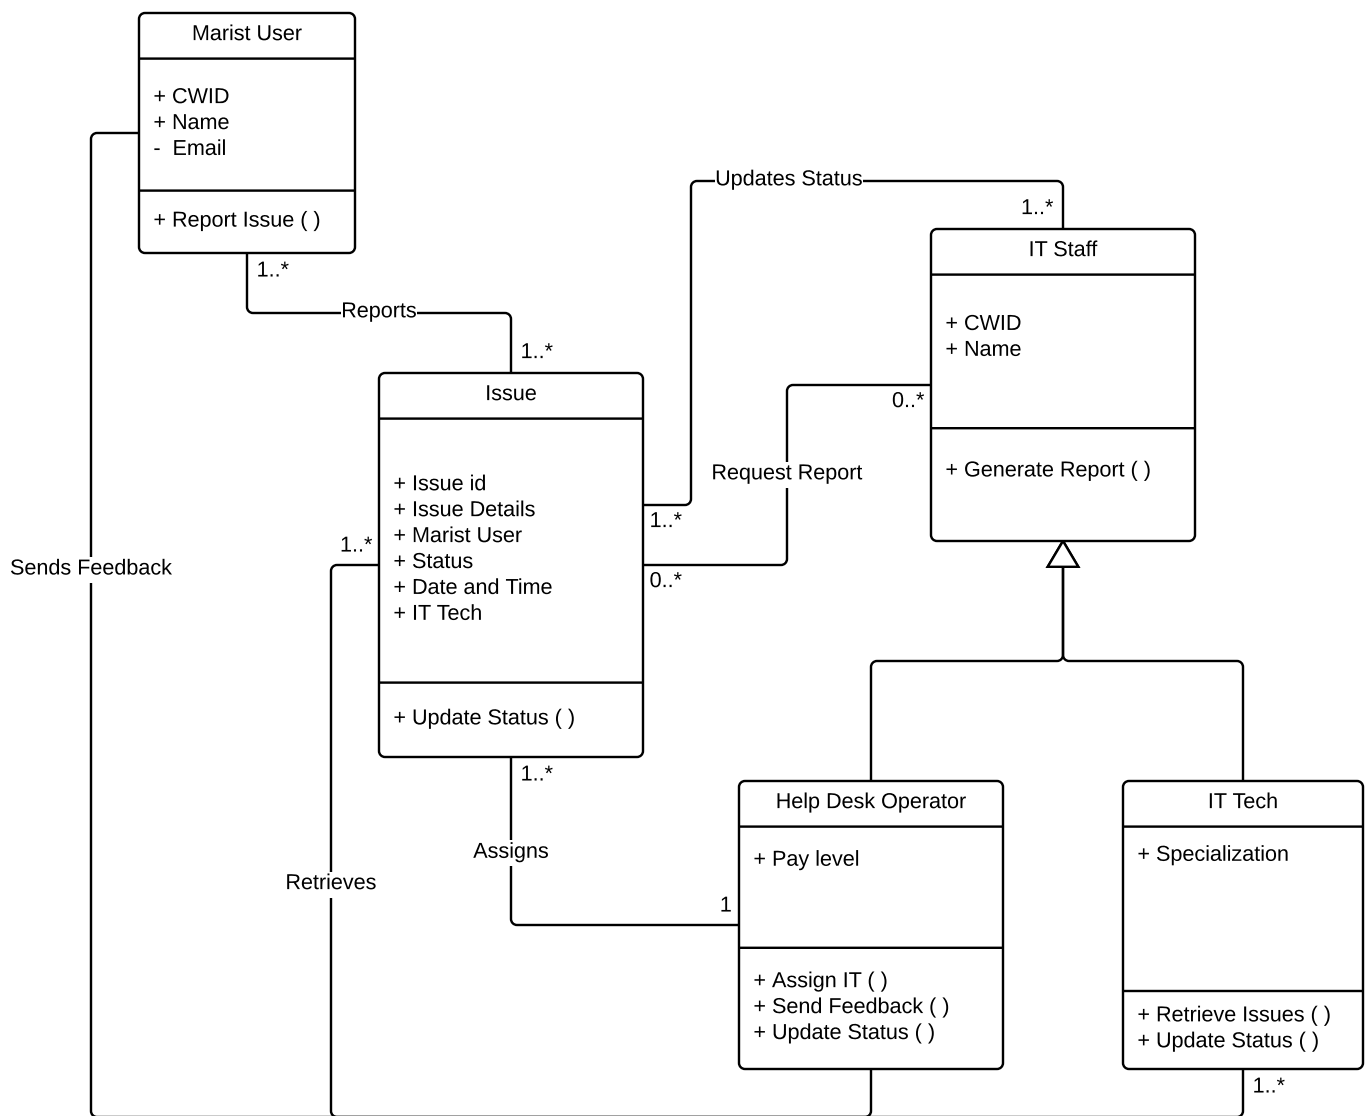 Marist User
+ CWID
+ Name
- Email
+ Report Issue ( )
1..*
Reports
1..*
Updates Status
1..*
IT Staff
+ CWID
+ Name
+ Generate Report ( )
0..*
Request Report
Issue
+ Issue id
+ Issue Details
+ Marist User
+ Status
+ Date and Time
+ IT Tech
+ Update Status ( )
1..*
0..*
1..*
Sends Feedback
1..*
Assigns
Retrieves
1
Help Desk Operator
+ Pay level
+ Assign IT ( )
+ Send Feedback ( )
+ Update Status ( )
IT Tech
+ Specialization
+ Retrieve Issues ( )
+ Update Status ( )
1..*